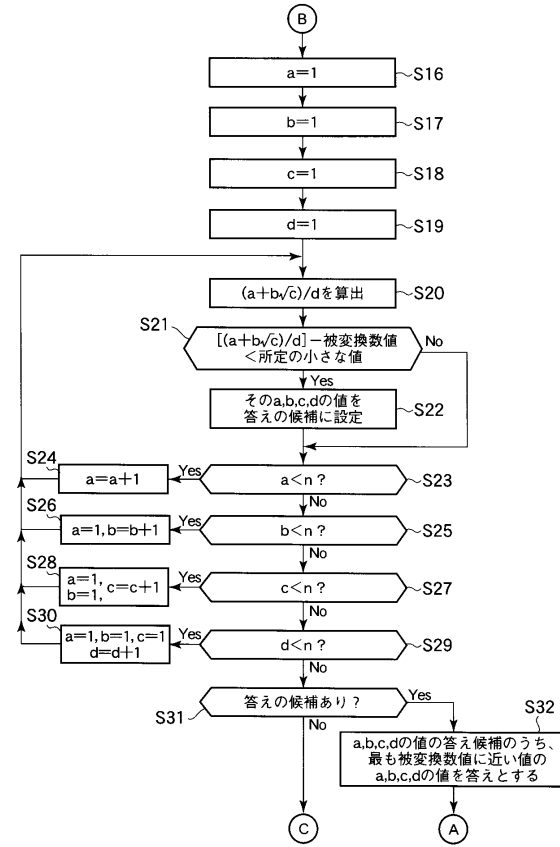 B
a=1
S16
b=1
S17
c=1
S18
d=1
S19
(a+b√c)/dを算出
S20
S21
[(a+b√c)/d]－被変換数値
<所定の小さな値
No
Yes
そのa,b,c,dの値を
答えの候補に設定
S22
S24
a=a+1
Yes
a<n？
S23
No
S26
a=1,b=b+1
Yes
b<n？
S25
No
S28
a=1,
b=1, c=c+1
Yes
c<n？
S27
No
S30
a=1,b=1,c=1
d=d+1
Yes
d<n？
S29
No
答えの候補あり？
Yes
S31
No
S32
a,b,c,dの値の答え候補のうち、
最も被変換数値に近い値の
a,b,c,dの値を答えとする
C
A